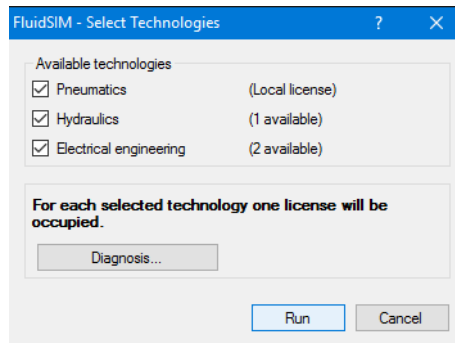 FluidSIM - Select Technologies ? ×
Available technologies
Pneumatics (Local license)
Hydraulics (1 available)
Electrical engineering (2 available)
For each selected technology one license will be
occupied.
Diagnosis...
Run Cancel